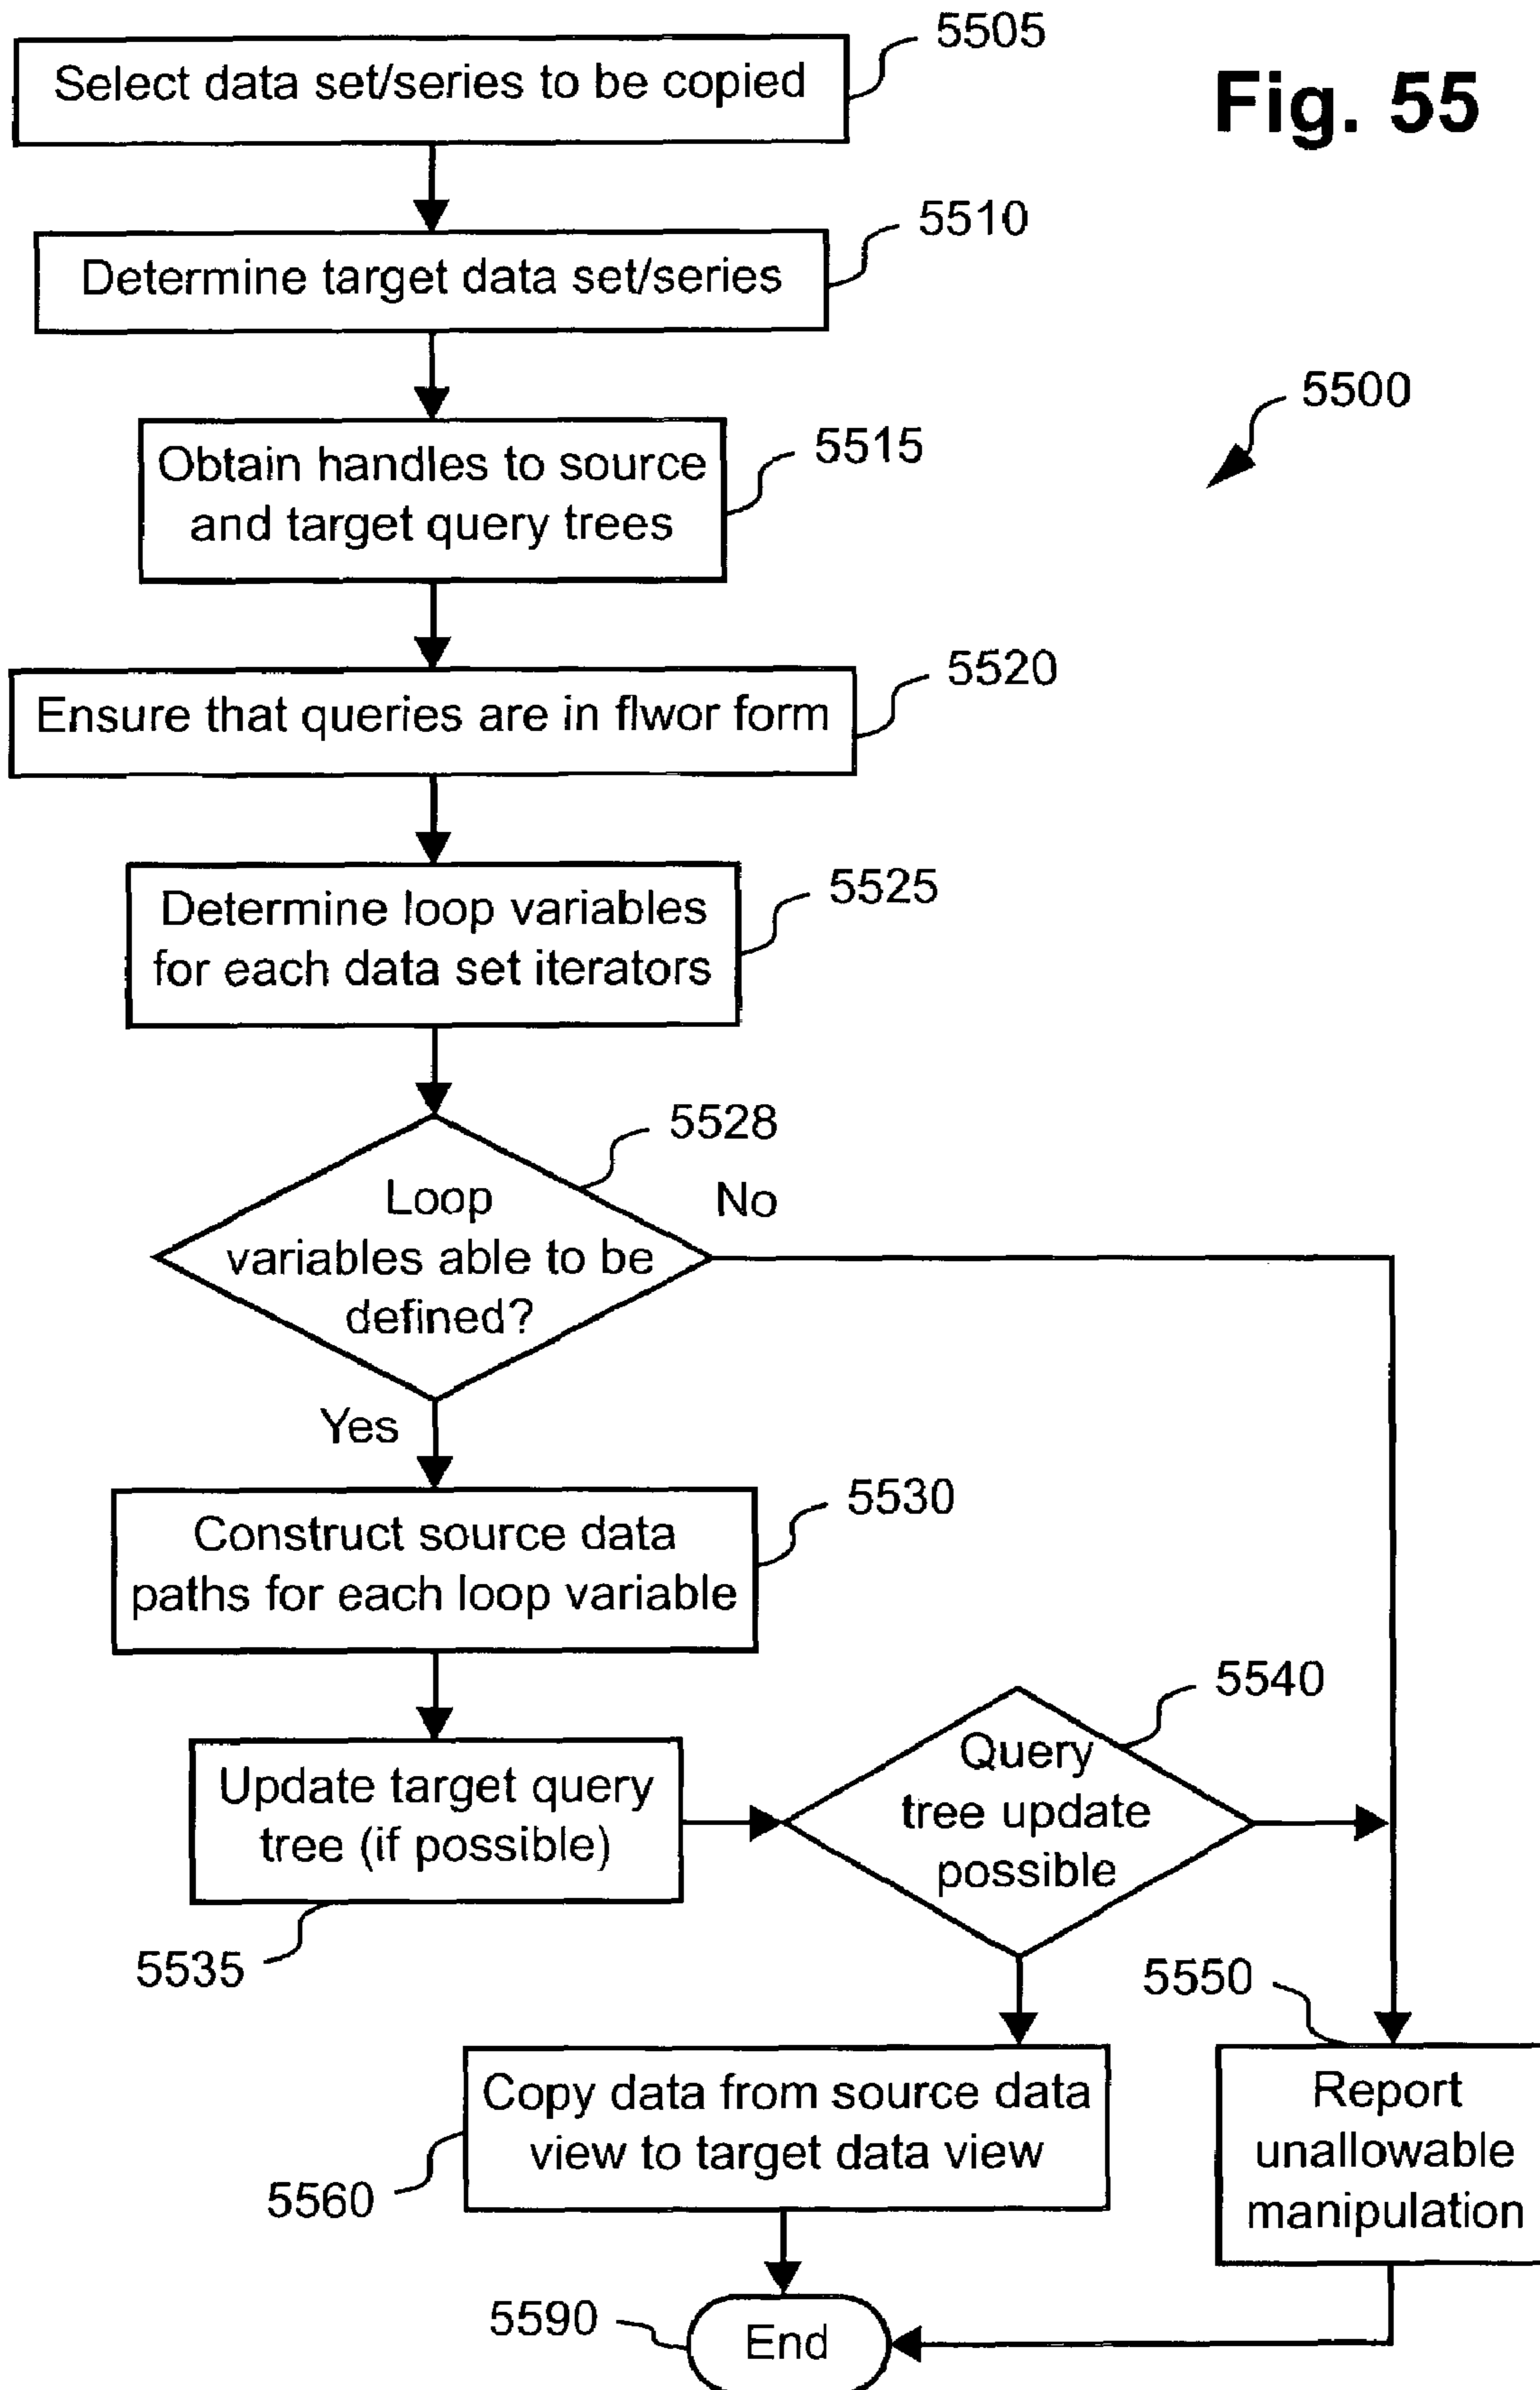 5505
Fig. 55
Select data set/series to be copied
5510
Determine target data set/series
5500
5515
Obtain handles to source
and target query trees
5520
Ensure that queries are in flwor form
5525
Determine loop variables
for each data set iterators
5528
Loop
variables able to be
defined?
No
Yes
5530
Construct source data
paths for each loop variable
5540
Query
tree update
possible
Update target query
tree (if possible)
5535
5550
Copy data from source data
view to target data view
5560
Report
unallowable
manipulation
5590
End